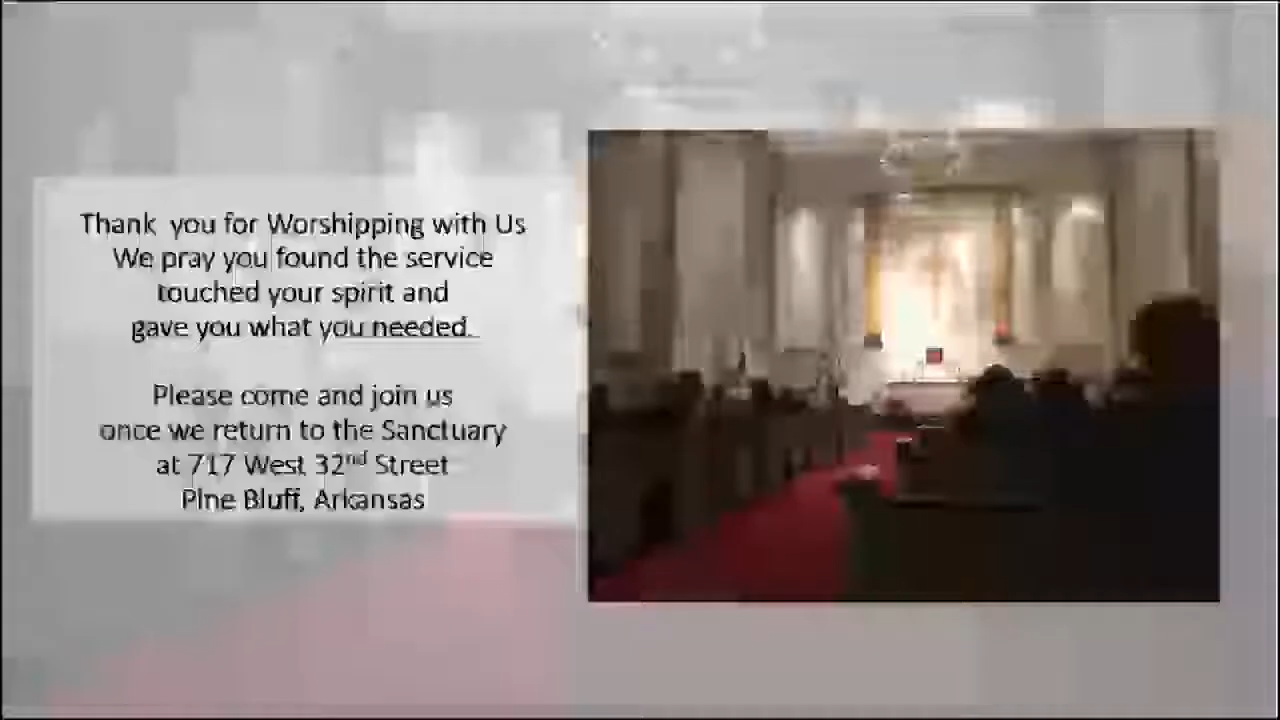 Thank you for Worshipping with Us
We pray you found the service
touched your spirit and
gave you what you needed.
Please come and join us
once we return to the Sanctuary
at 717 West 32nd Street
Pine Bluff, Arkansas